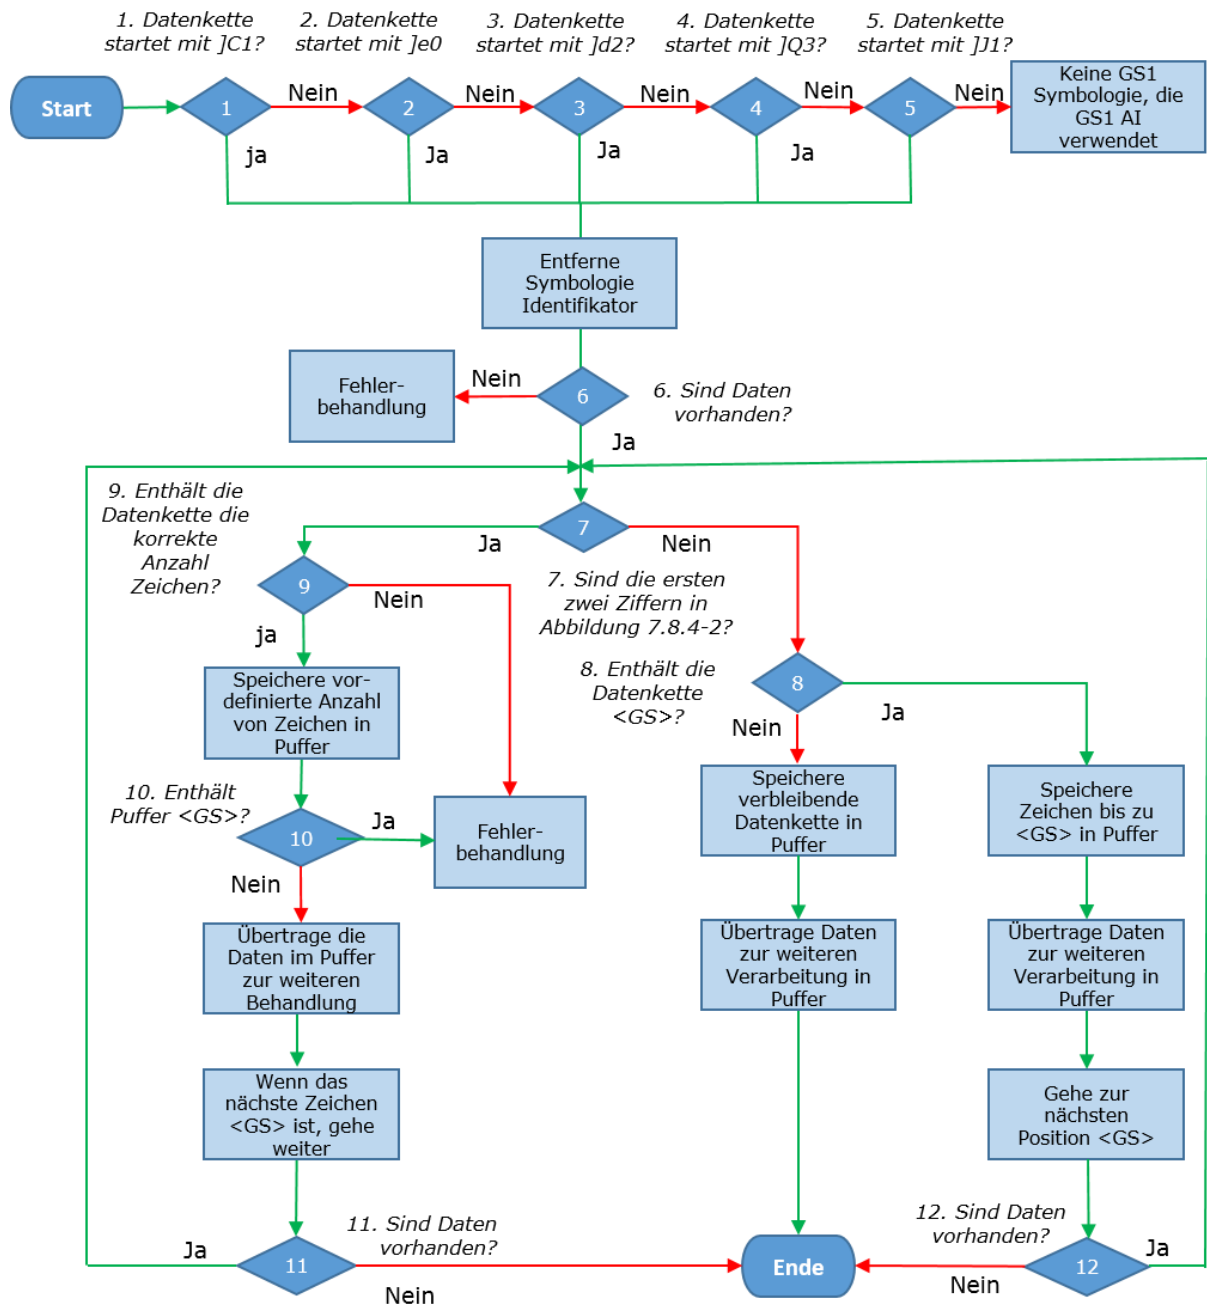 1. Datenkette
startet mit ]C1?
2. Datenkette
startet mit ]e0
3. Datenkette
startet mit ]d2?
4. Datenkette
startet mit ]Q3?
5. Datenkette
startet mit ]J1?
Start
1
Nein
2
Nein
3
Nein
4
Nein
5
Nein
Keine GS1
Symbologie, die
GS1 AI
verwendet
ja
Ja
Ja
Ja
Entferne
Symbologie
Identifikator
Fehler-
behandlung
Nein
6
6. Sind Daten
vorhanden?
Ja
9. Enthält die
Datenkette die
korrekte
Anzahl
Zeichen?
7
Ja
Nein
9
Nein
7. Sind die ersten
zwei Ziffern in
Abbildung 7.8.4-2?
ja
8. Enthält die
Datenkette
<GS>?
8
Ja
Nein
Speichere vor-
definierte Anzahl
von Zeichen in
Puffer
10. Enthält
Puffer <GS>?
10
Ja
Fehler-
behandlung
Speichere
verbleibende
Datenkette in
Puffer
Speichere
Zeichen bis zu
<GS> in Puffer
Nein
Übertrage die
Daten im Puffer
zur weiteren
Behandlung
Übertrage Daten
zur weiteren
Verarbeitung in
Puffer
Übertrage Daten
zur weiteren
Verarbeitung in
Puffer
Wenn das
nächste Zeichen
<GS> ist, gehe
weiter
Gehe zur
nächsten
Position <GS>
Ja
11
11. Sind Daten
vorhanden?
Nein
Ende
12. Sind Daten
vorhanden?
Nein
12
Ja